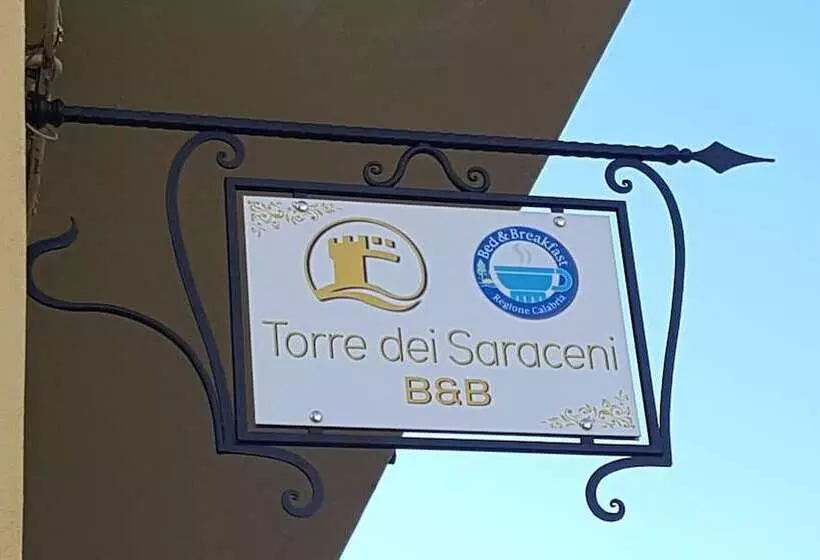 Bed & Breakfast
Regione Calabria
Torre dei Saraceni
B&B